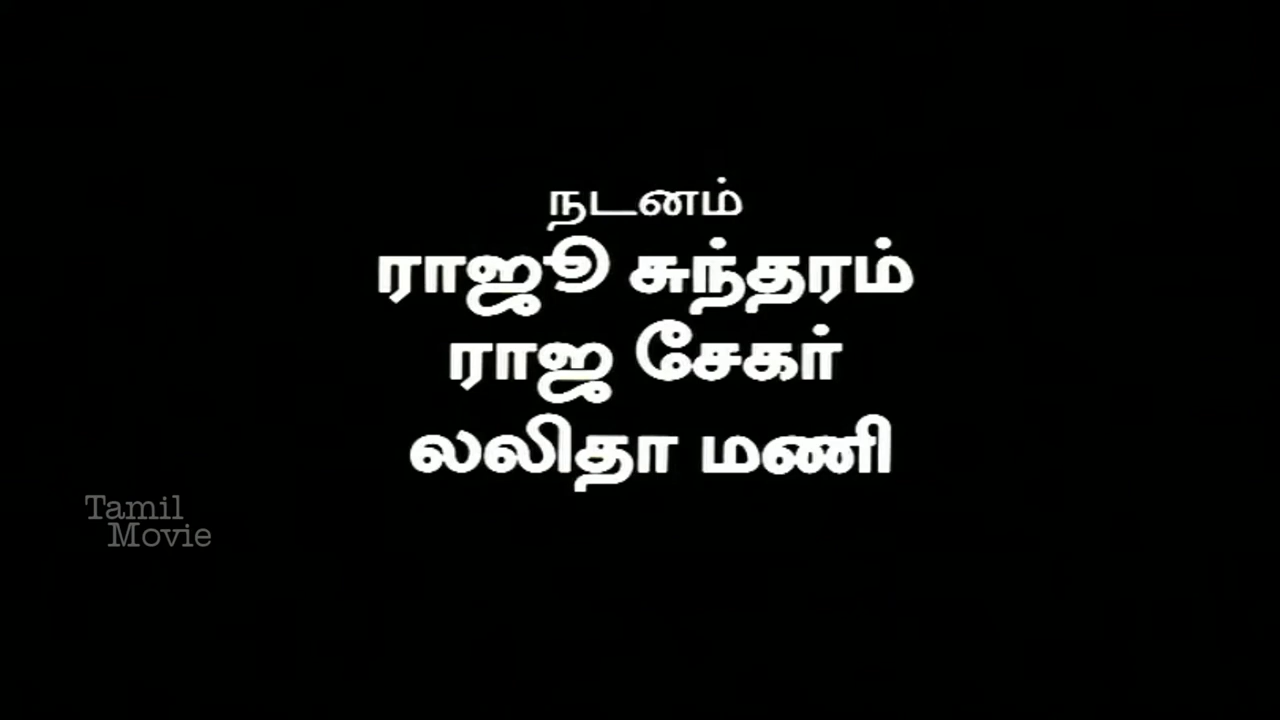 நடனம்
ராஜூ சுந்தரம்
ராஜ சேகர்
லலிதா மணி
Tamil
Movie